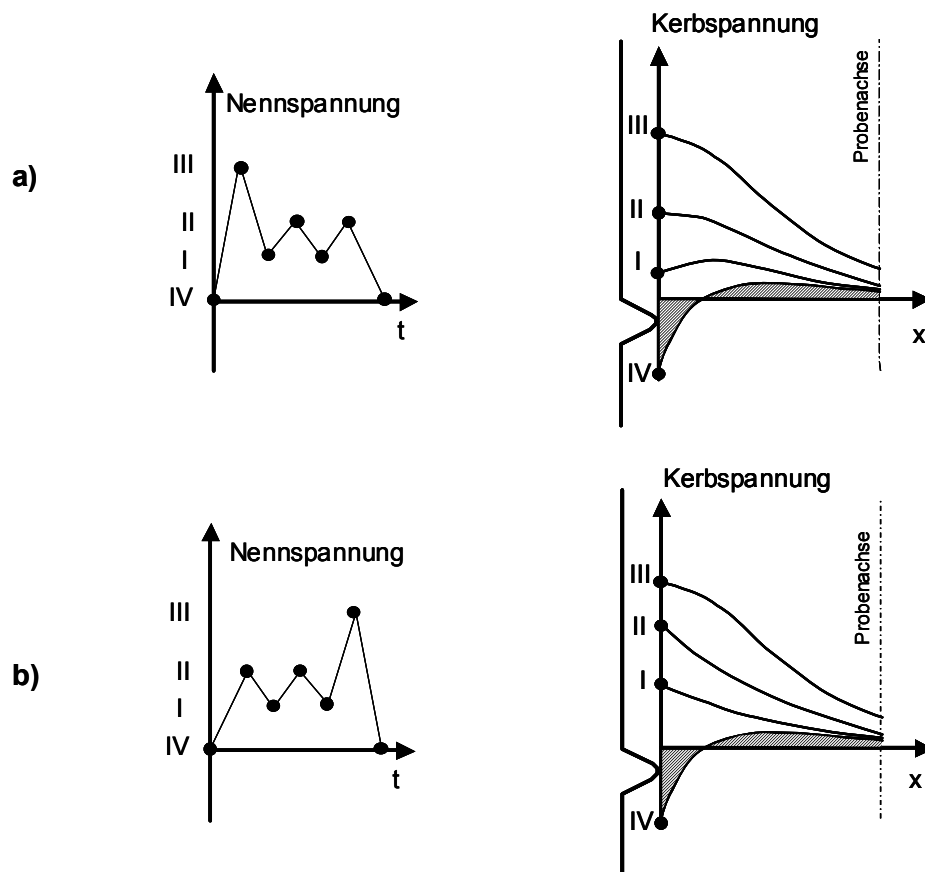 a)
Nennspannung
III
II
I
IV
t
Kerbspannung
III
II
I
IV
x
Probenachse
b)
Nennspannung
III
II
I
IV
t
Kerbspannung
III
II
I
IV
x
Probenachse